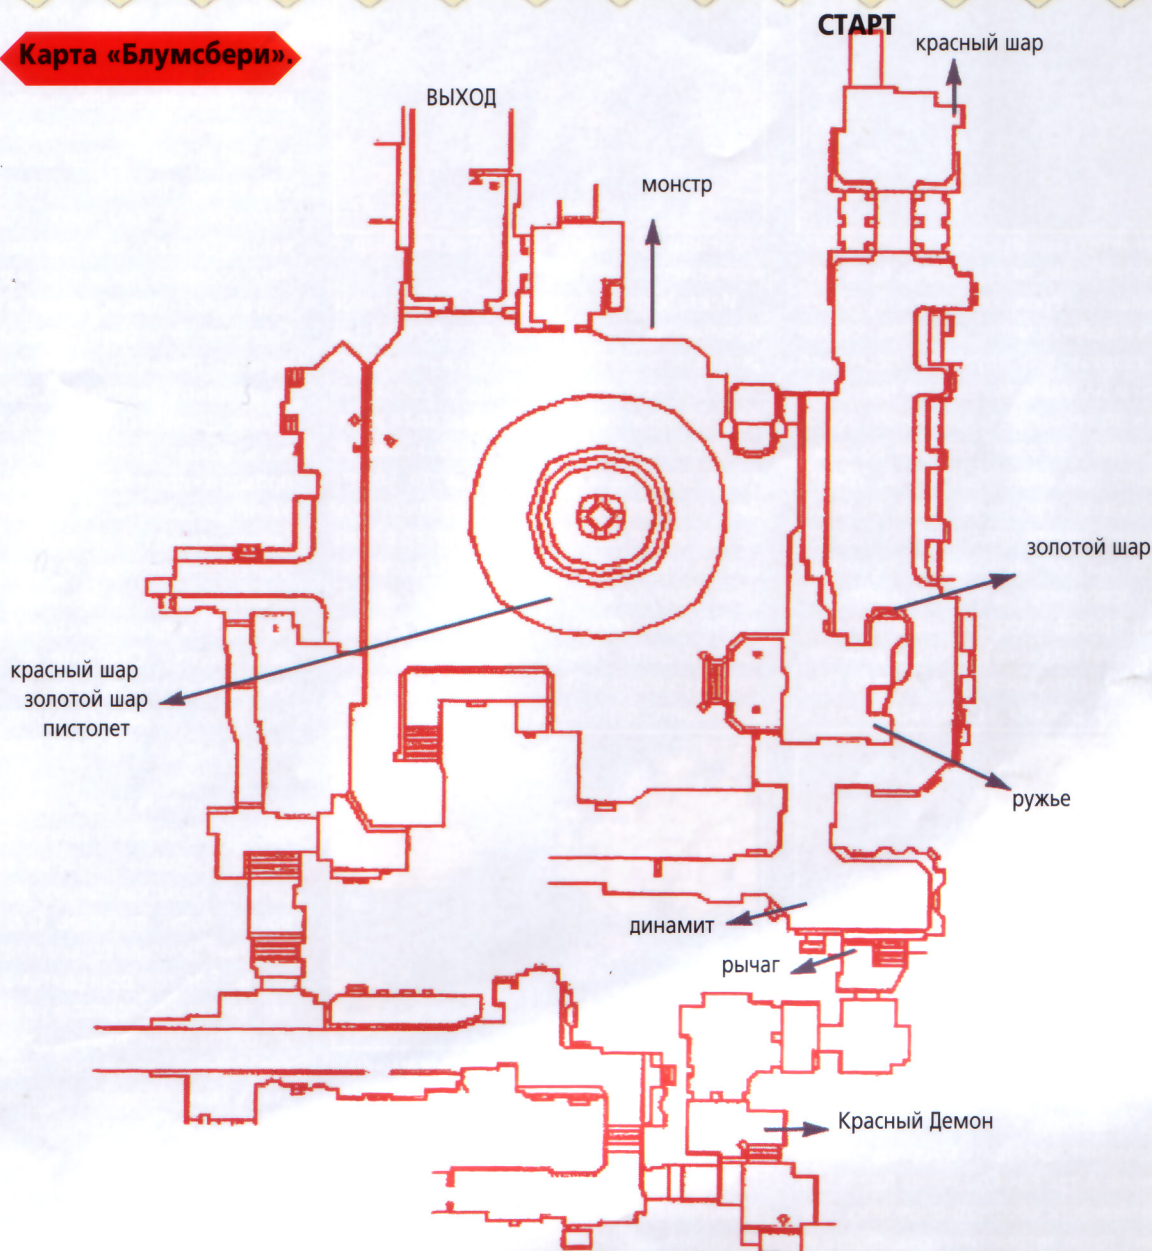 СТАРТ
красный шар
Карта «Блумсбери».
ВЫХОД
монстр
золотой шар
красный шар
золотой шар
пистолет
ружье
динамит
рычаг
Красный Демон